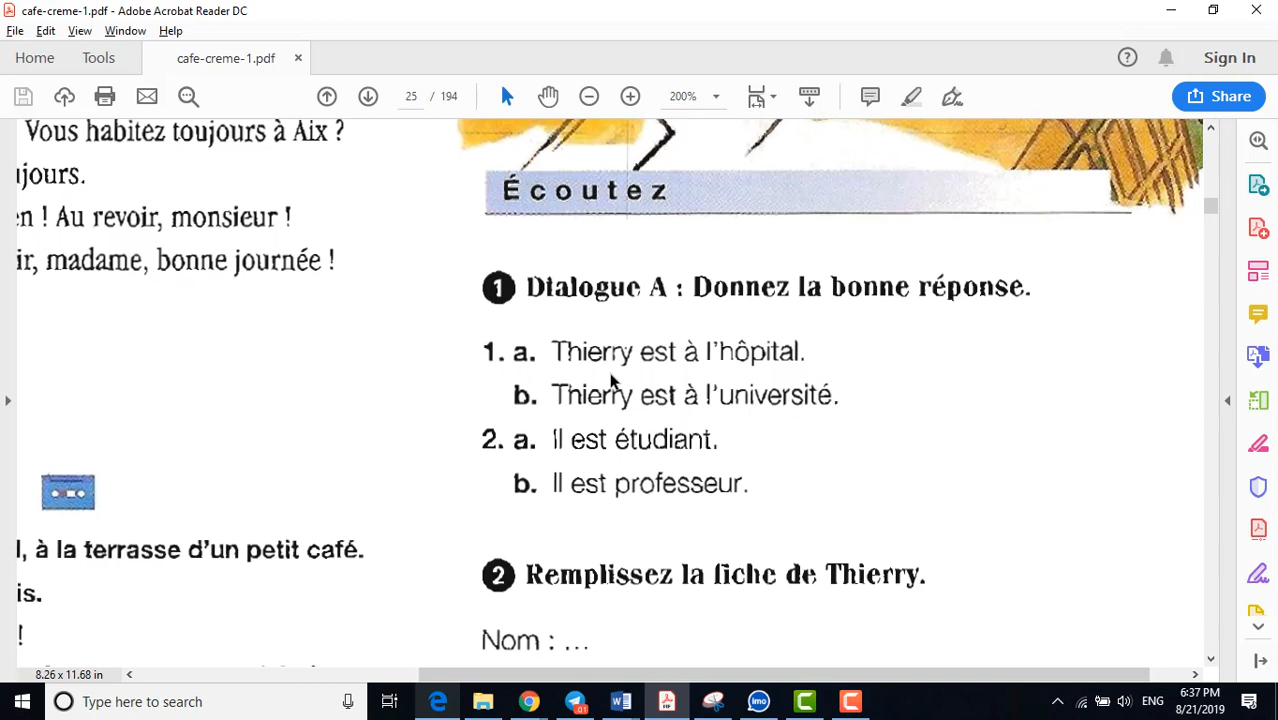 cafe-creme-1.pdf - Adobe Acrobat Reader DC
File Edit View Window Help
Home Tools cafe-creme-1.pdf
Sign In
25 / 194
200%
Share
Vous habitez toujours à Aix ?
ujours.
en ! Au revoir, monsieur !
ir, madame, bonne journée !
l, à la terrasse d'un petit café.
is.
!
Écoutez
1 Dialogue A : Donnez la bonne réponse.
1. a. Thierry est à l'hôpital.
b. Thierry est à l'université.
2. a. Il est étudiant.
b. Il est professeur.
2 Remplissez la fiche de Thierry.
Nom : ...
8.26 x 11.68 in
Type here to search
01
imo
ENG
6:37 PM
8/21/2019